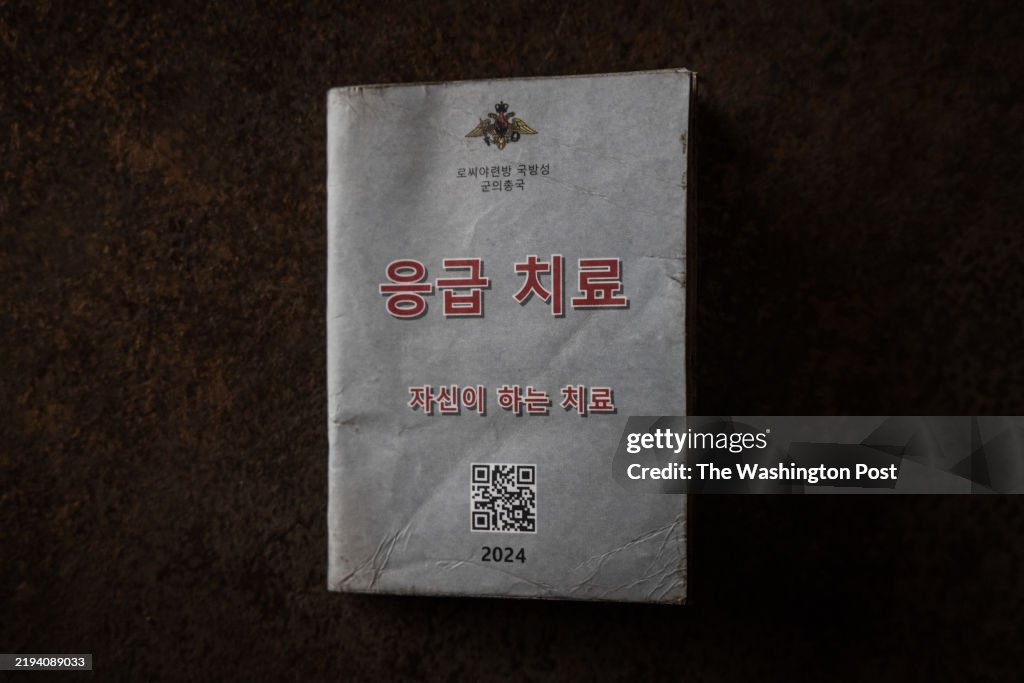 로씨야련방 국방성
군의총국
응급 치료
자신이 하는 치료
gettyimages®
Credit: The Washington Post
2024
2194089033